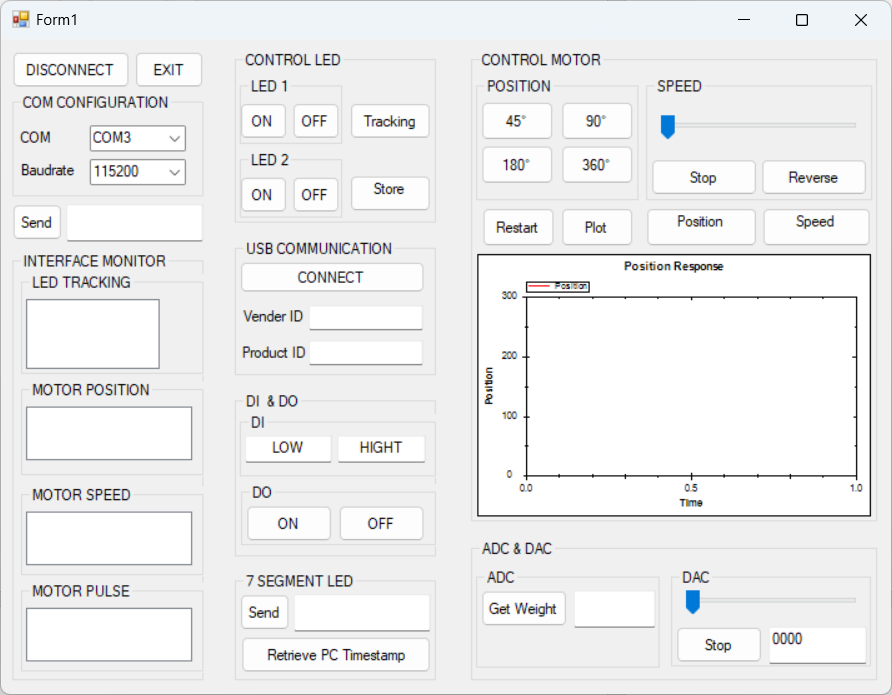 Form1
DISCONNECT EXIT
COM CONFIGURATION
COM COM3
Baudrate 115200
Send
INTERFACE MONITOR
LED TRACKING
MOTOR POSITION
MOTOR SPEED
MOTOR PULSE
CONTROL LED
LED 1
ON OFF Tracking
LED 2
ON OFF Store
USB COMMUNICATION
CONNECT
Vender ID
Product ID
DI & DO
DI
LOW HIGHT
DO
ON OFF
7 SEGMENT LED
Send
Retrieve PC Timestamp
CONTROL MOTOR
POSITION
45° 90°
180° 360°
SPEED
Stop Reverse
Restart Plot Position Speed
Position Response
Position
300
200
100
0
Position
0.0 0.5 1.0
Time
ADC & DAC
ADC
Get Weight
DAC
Stop 0000